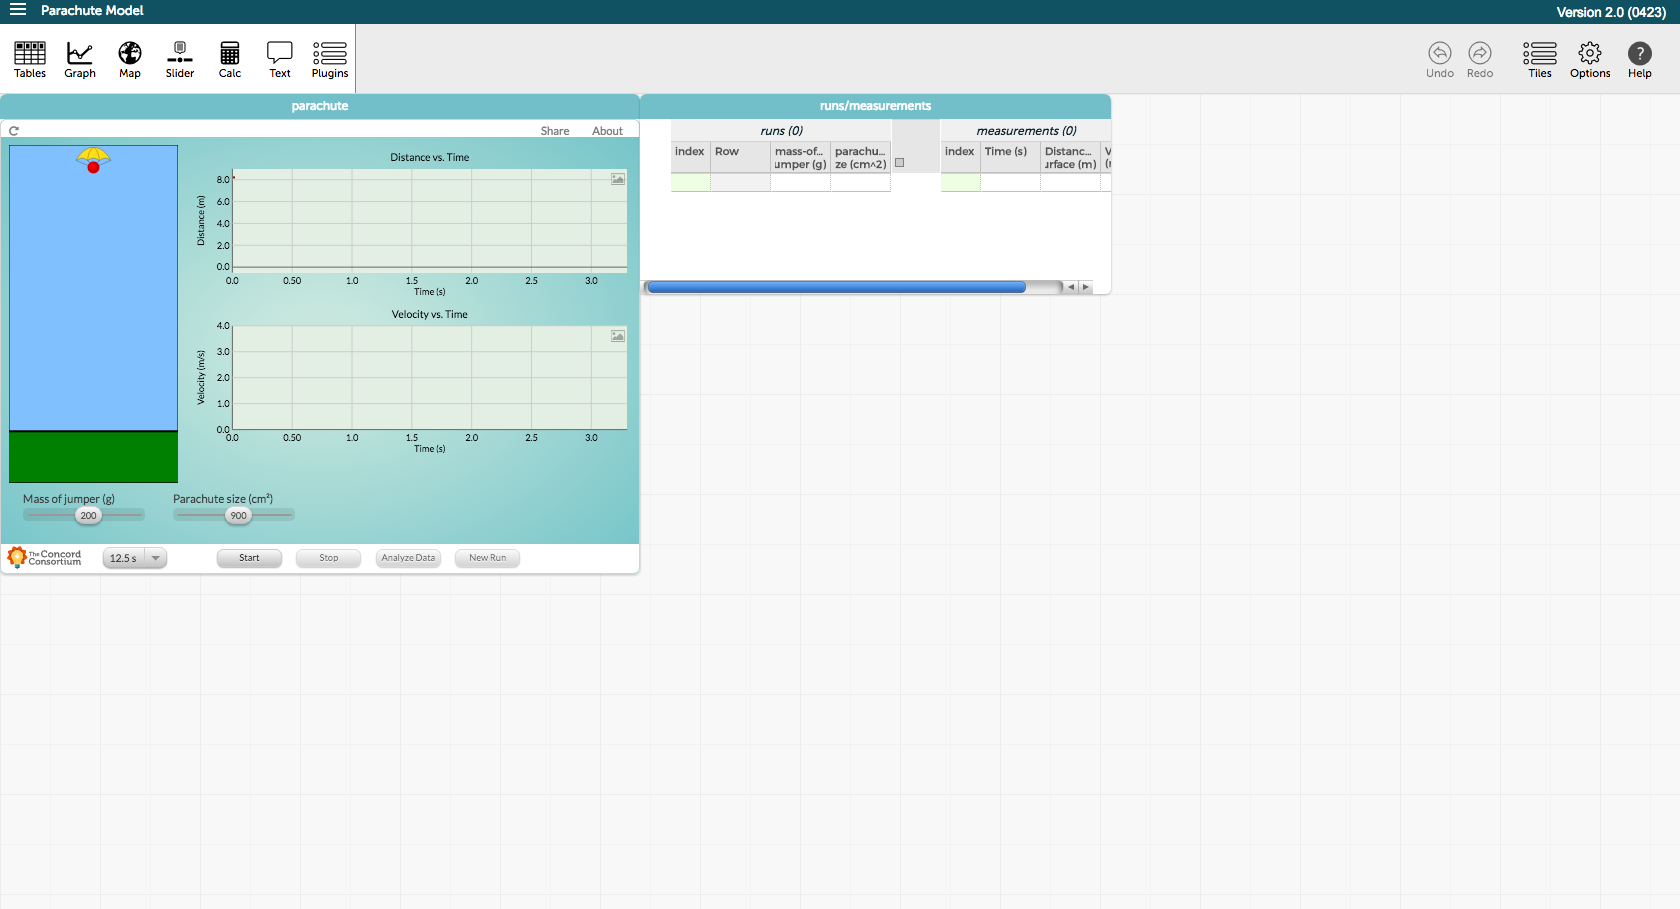 Parachute Model
Version 2.0 (0423)
Tables Graph Map Slider Calc Text Plugins
Undo Redo Tiles Options Help
parachute
Share About
Distance vs. Time
Distance (m)
8.0
6.0
4.0
2.0
0.0
0.0 0.50 1.0 1.5 2.0 2.5 3.0
Time (s)
Velocity vs. Time
Velocity (m/s)
4.0
3.0
2.0
1.0
0.0
0.0 0.50 1.0 1.5 2.0 2.5 3.0
Time (s)
Mass of jumper (g) Parachute size (cm²)
200 900
The Concord
Consortium
12.5 s Start Stop Analyze Data New Run
runs/measurements
runs (0) measurements (0)
index Row mass-of... parachu... index Time (s) Distanc... V
umper (g) ze (cm^2) urface (m)